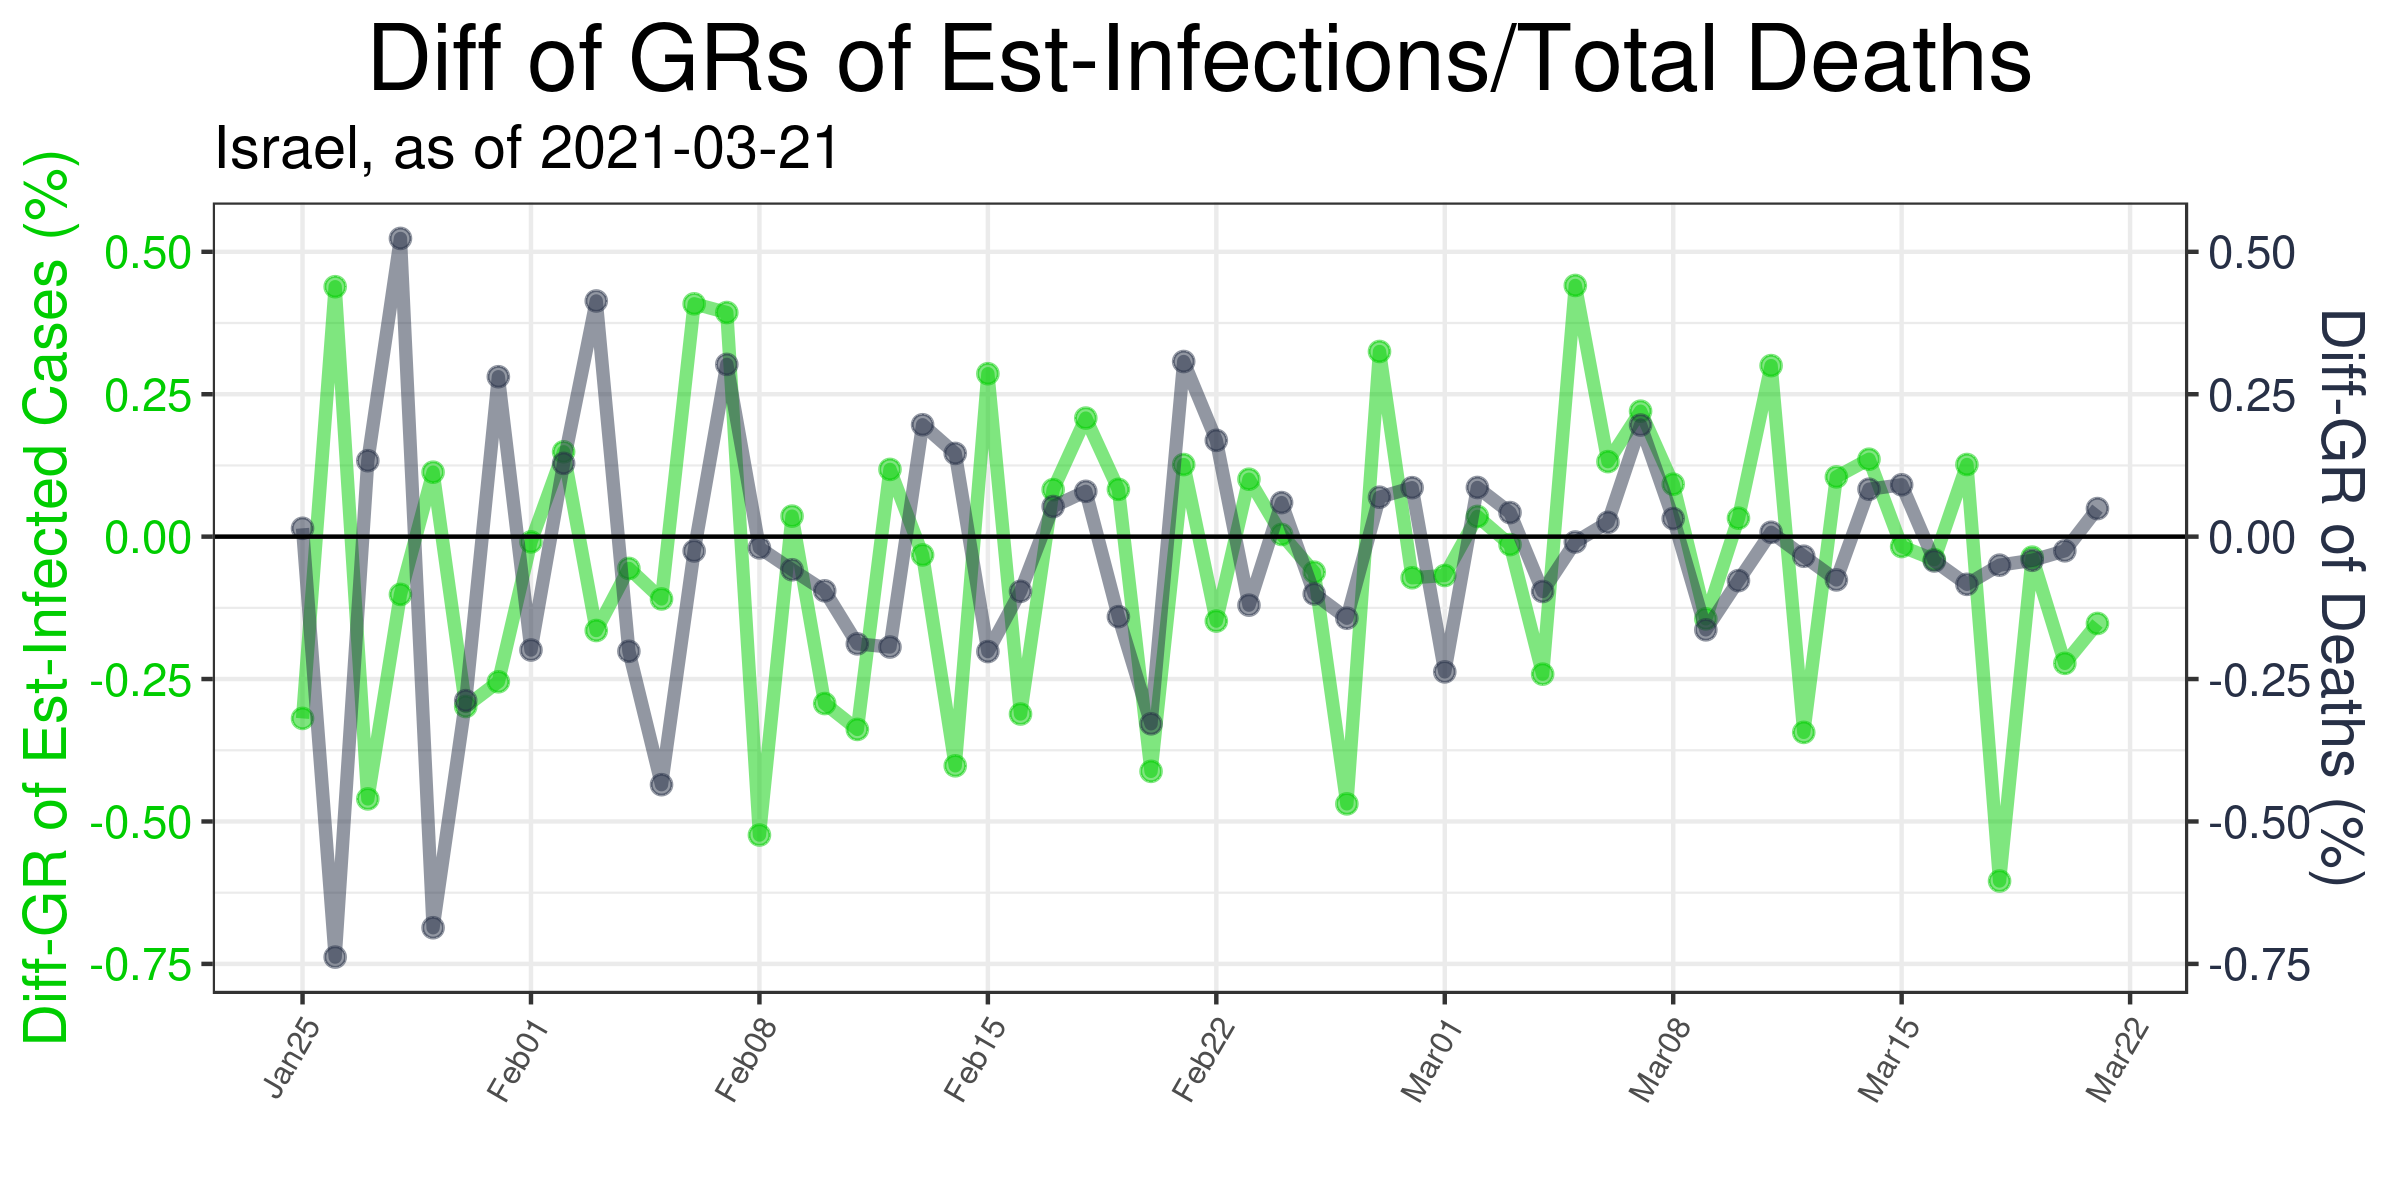 Diff of GRs of Est-Infections/Total Deaths
Israel, as of 2021-03-21
Diff-GR of Est-Infected Cases (%)
0.50
0.25
0.00
-0.25
-0.50
-0.75
0.50
0.25
0.00
-0.25
-0.50
-0.75
Diff-GR of Deaths (%)
Jan25
Feb01
Feb08
Feb15
Feb22
Mar01
Mar08
Mar15
Mar22